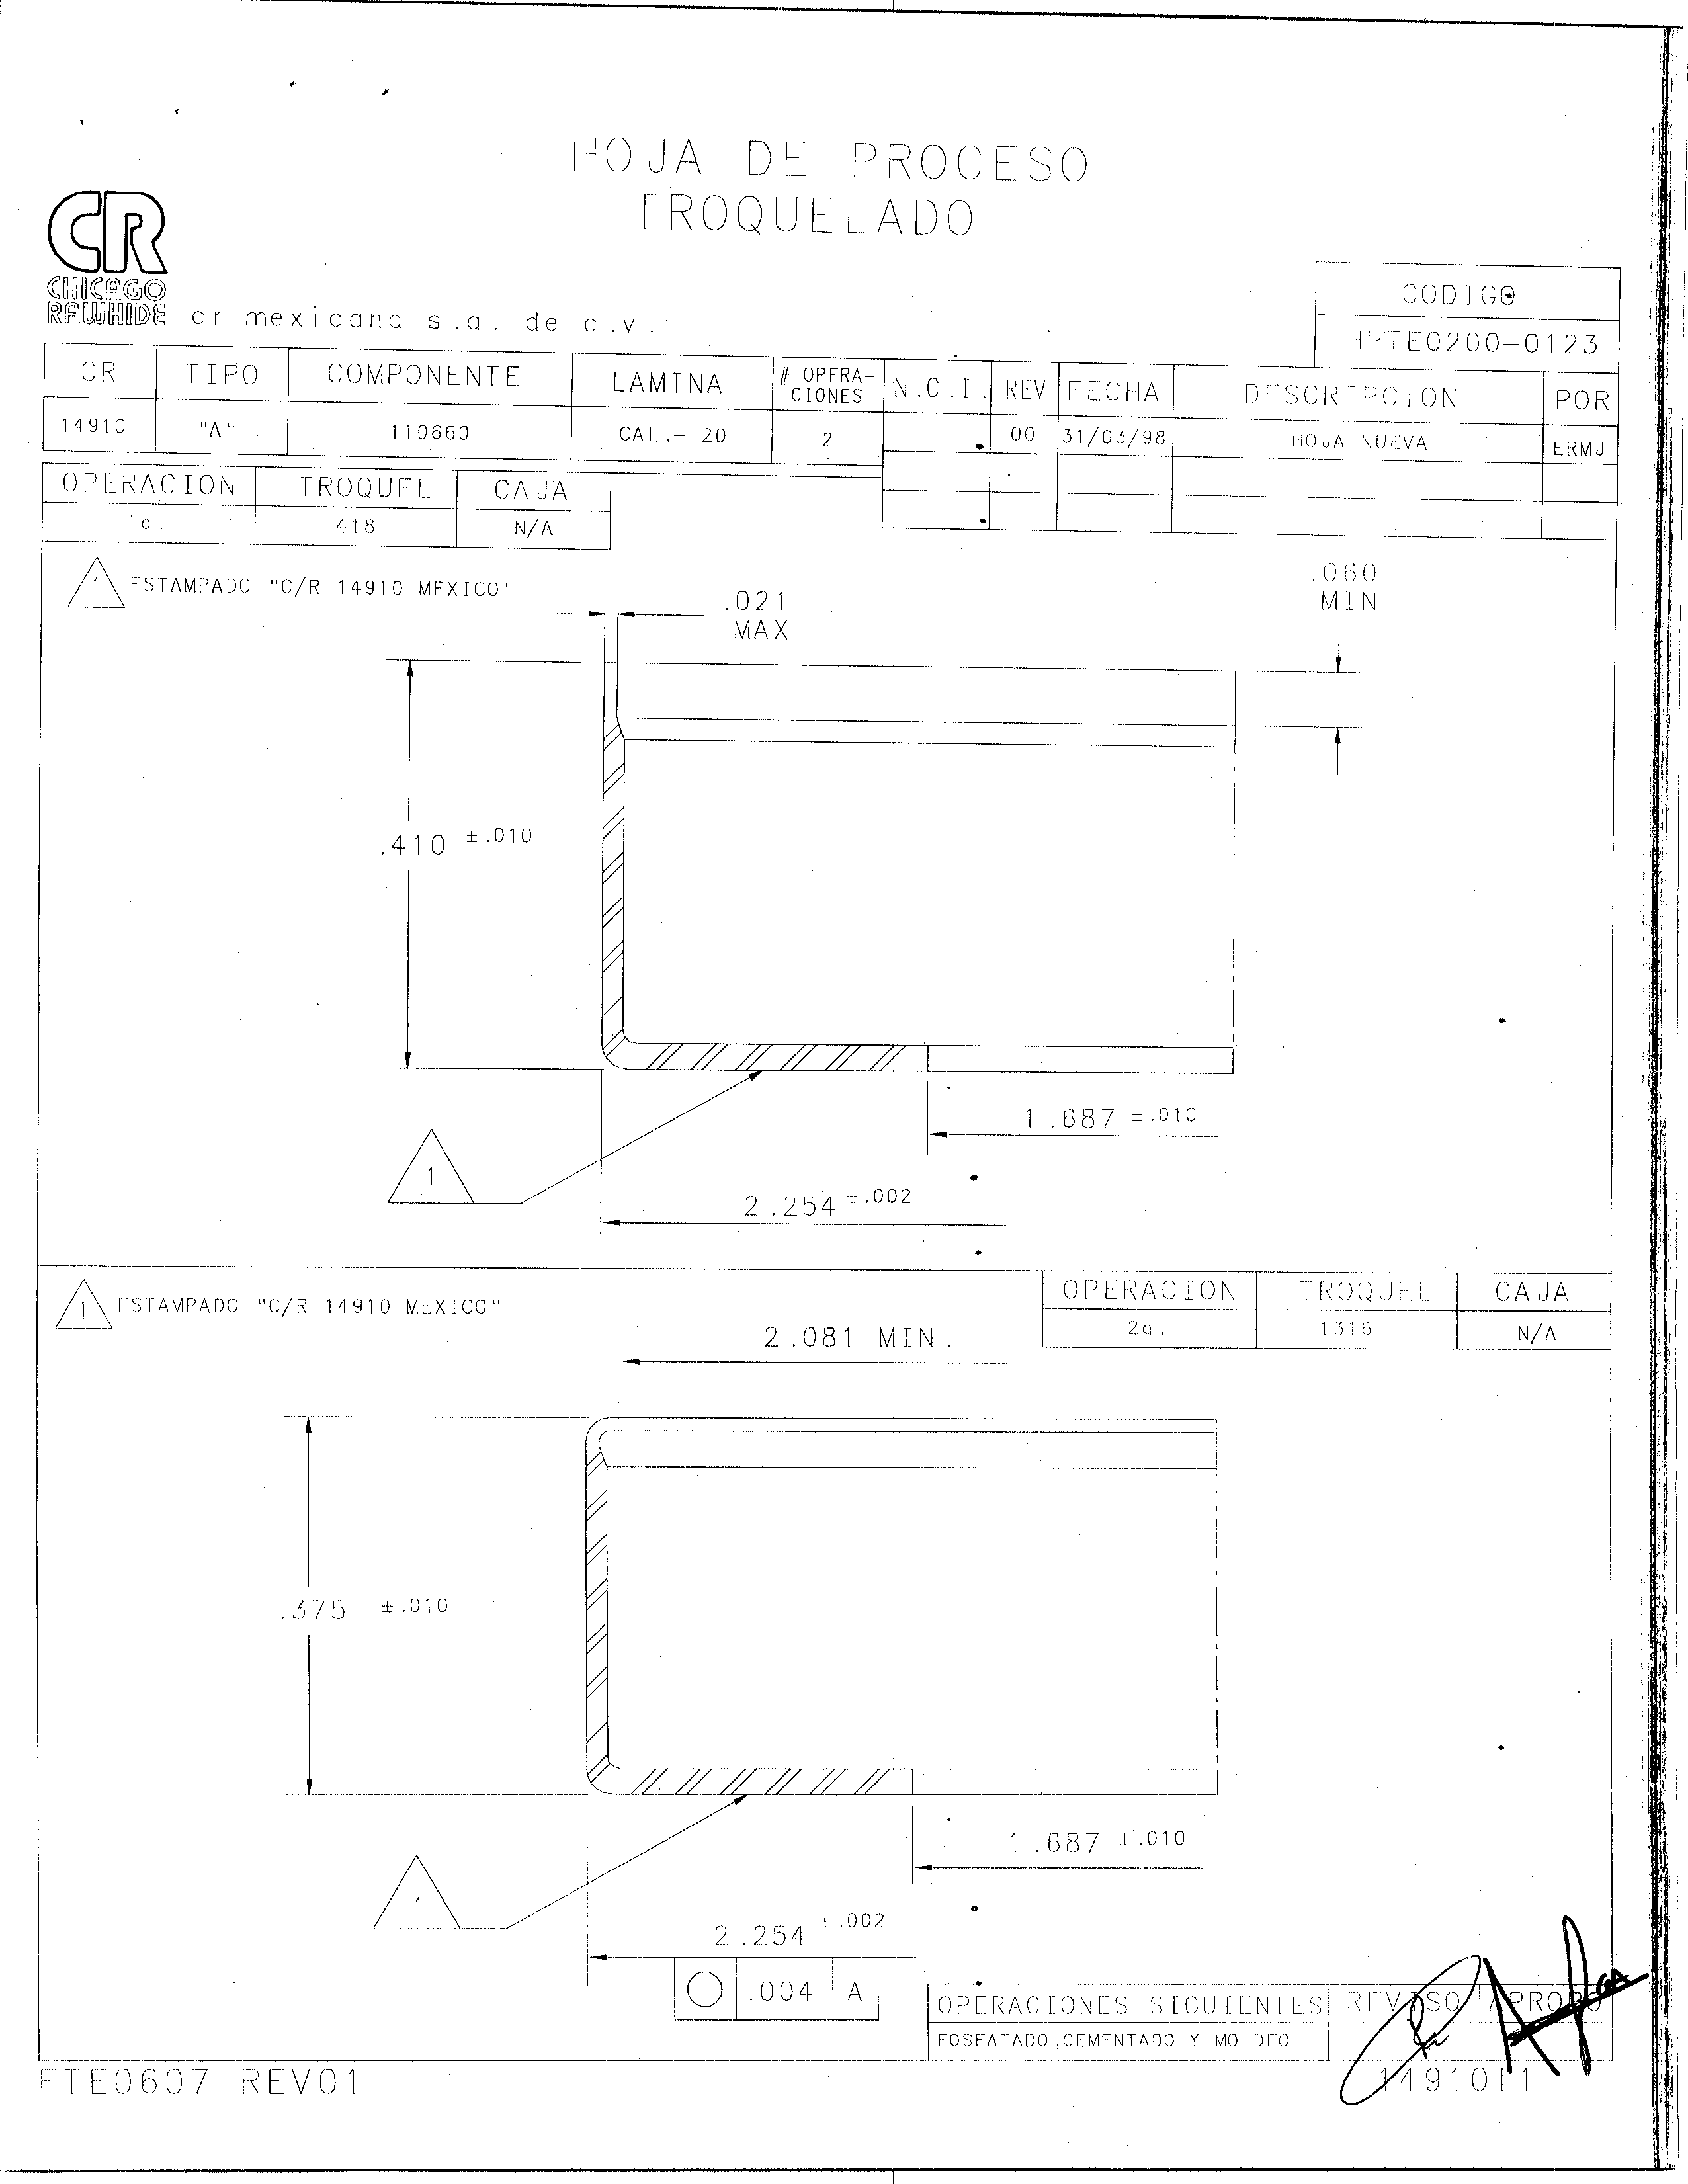 HOJA DE PROCESO
TROQUELADO
CR
CHICAGO
RAWHIDE
cr mexicana s.a. de c.v.
CODIGO
HPTE0200-0123
CR TIPO COMPONENTE LAMINA # OPERA-CIONES N.C.I. REV FECHA DESCRIPCION POR
14910 "A" 110660 CAL.- 20 2 00 31/03/98 HOJA NUEVA ERMJ
OPERACION TROQUEL CAJA
1a. 418 N/A
1 ESTAMPADO "C/R 14910 MEXICO"
.021
MAX
.060
MIN
.410 ±.010
1.687 ±.010
1
2.254 ±.002
1 ESTAMPADO "C/R 14910 MEXICO"
OPERACION TROQUEL CAJA
2a. 1316 N/A
2.081 MIN.
.375 ±.010
1.687 ±.010
1
2.254 ±.002
.004 A
OPERACIONES SIGUIENTES REVISO APROBO
FOSFATADO,CEMENTADO Y MOLDEO
FTE0607 REV01
14910T1